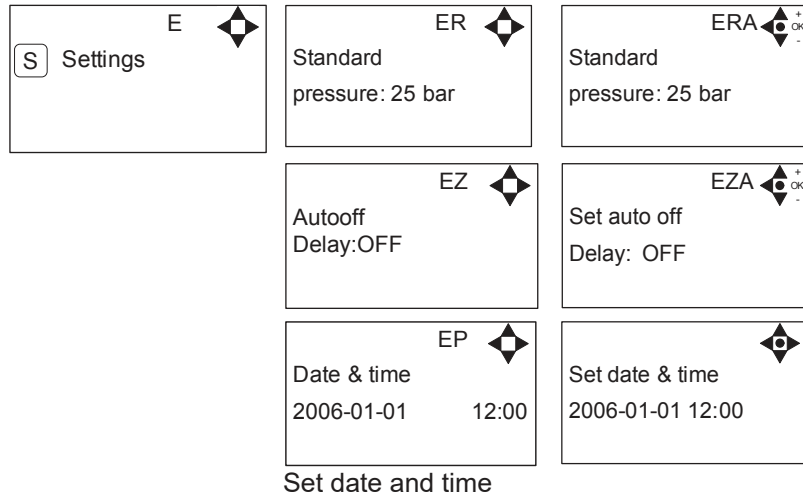 E
S Settings
ER
Standard
pressure: 25 bar
ERA
+
OK
-
Standard
pressure: 25 bar
EZ
Autooff
Delay:OFF
EZA
+
OK
-
Set auto off
Delay: OFF
EP
Date & time
2006-01-01 12:00
Set date & time
2006-01-01 12:00
Set date and time